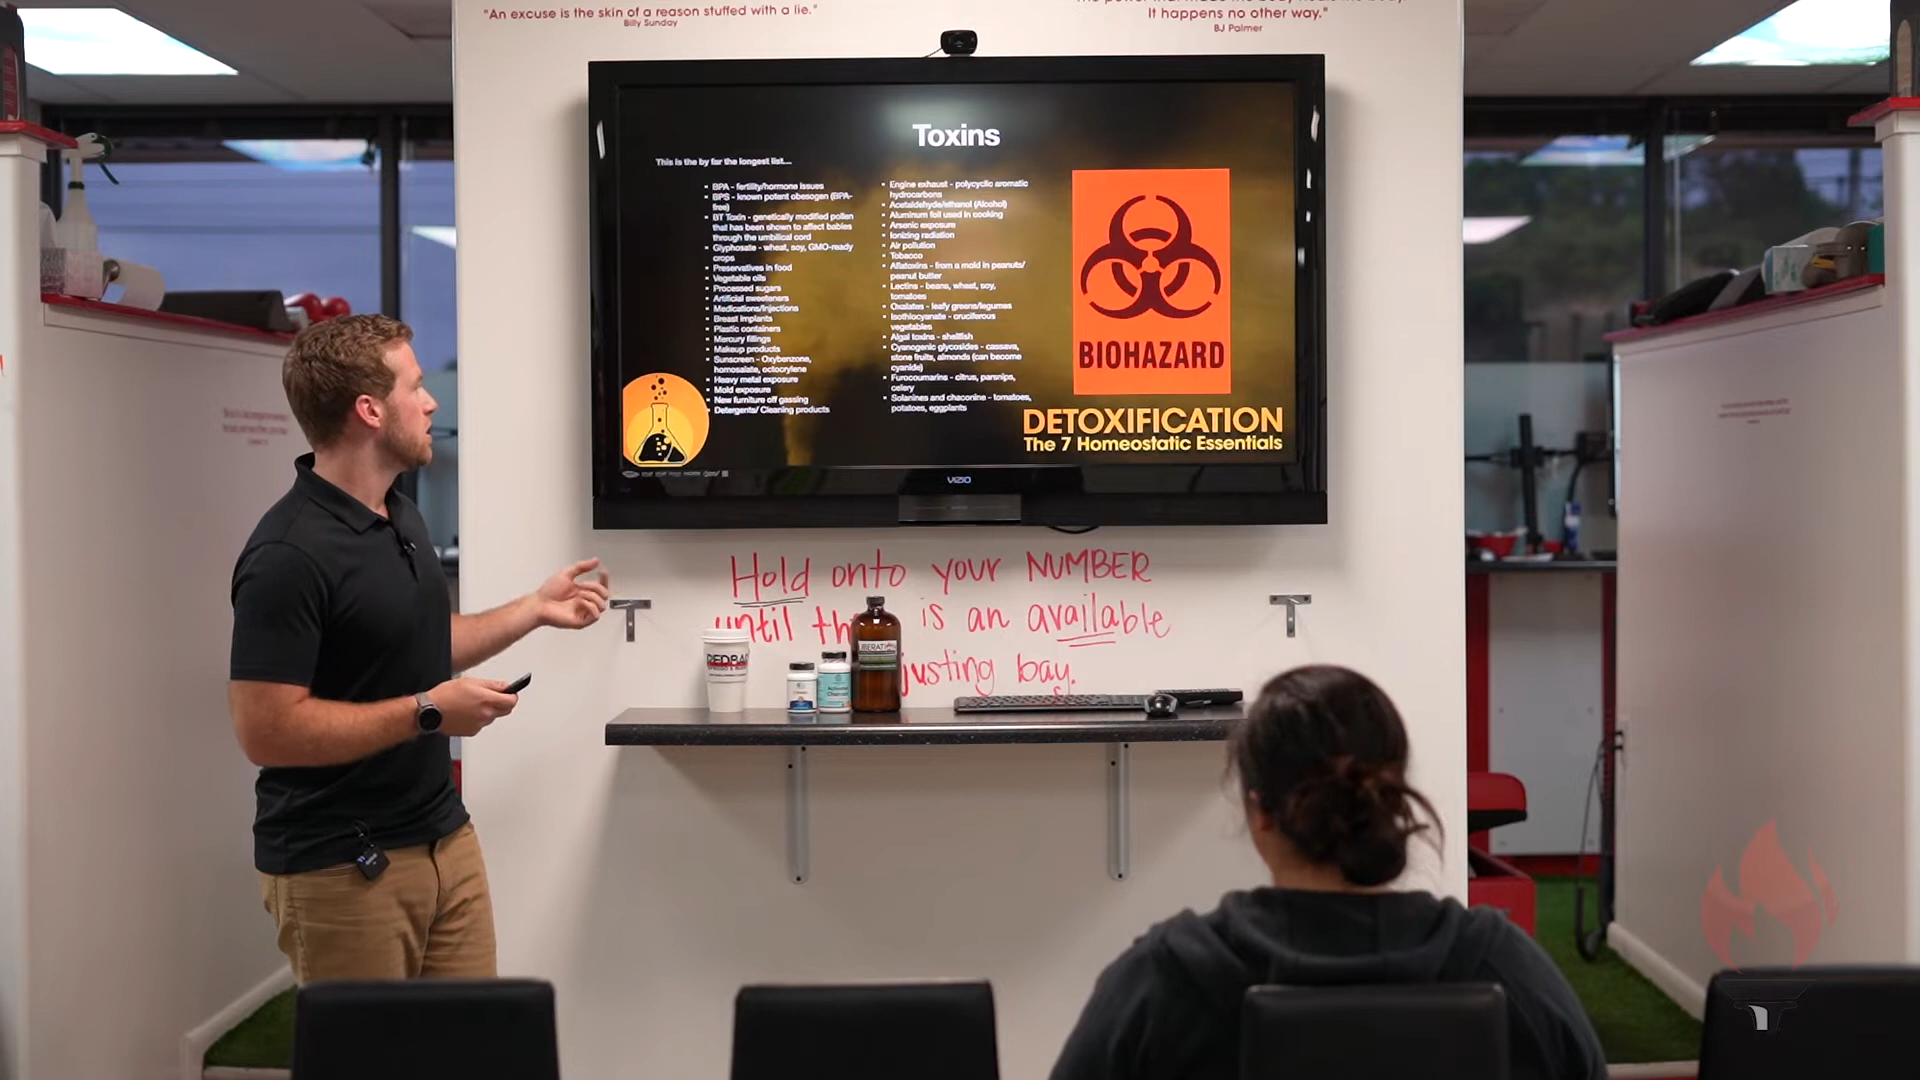 "An excuse is the skin of a reason stuffed with a lie."
Billy Sunday
It happens no other way."
BJ Palmer
Toxins
This is the by far the longest list....
BPA - fertility/hormone issues
BPS - known potent obesogen (BPA-
free)
BT Toxin - genetically modified pollen
that has been shown to affect babies
through the umbilical cord
Glyphosate - wheat, soy, GMO-ready
crops
Preservatives in food
Vegetable oils
Processed sugars
Artificial sweeteners
Medications/Injections
Breast implants
Plastic containers
Mercury fillings
Makeup products
Sunscreen - Oxybenzone,
homosalate, octocrylene
Heavy metal exposure
Mold exposure
New furniture off gassing
Detergents/ Cleaning products
Engine exhaust - polycyclic aromatic
hydrocarbons
Acetaldehyde/ethanol (Alcohol)
Aluminum foil used in cooking
Arsenic exposure
Ionizing radiation
Air pollution
Tobacco
Aflatoxins - from a mold in peanuts/
peanut butter
Lectins - beans, wheat, soy,
tomatoes
Oxalates - leafy greens/legumes
Isothiocyanate - cruciferous
vegetables
Algal toxins - shellfish
Cyanogenic glycosides - cassava,
stone fruits, almonds (can become
cyanide)
Furocoumarins - citrus, parsnips,
celery
Solanines and chaconine - tomatoes,
potatoes, eggplants
BIOHAZARD
DETOXIFICATION
The 7 Homeostatic Essentials
VIZIO
Hold onto your NUMBER
until th is an available
justing bay.
REDBA
Activated
Charcoal